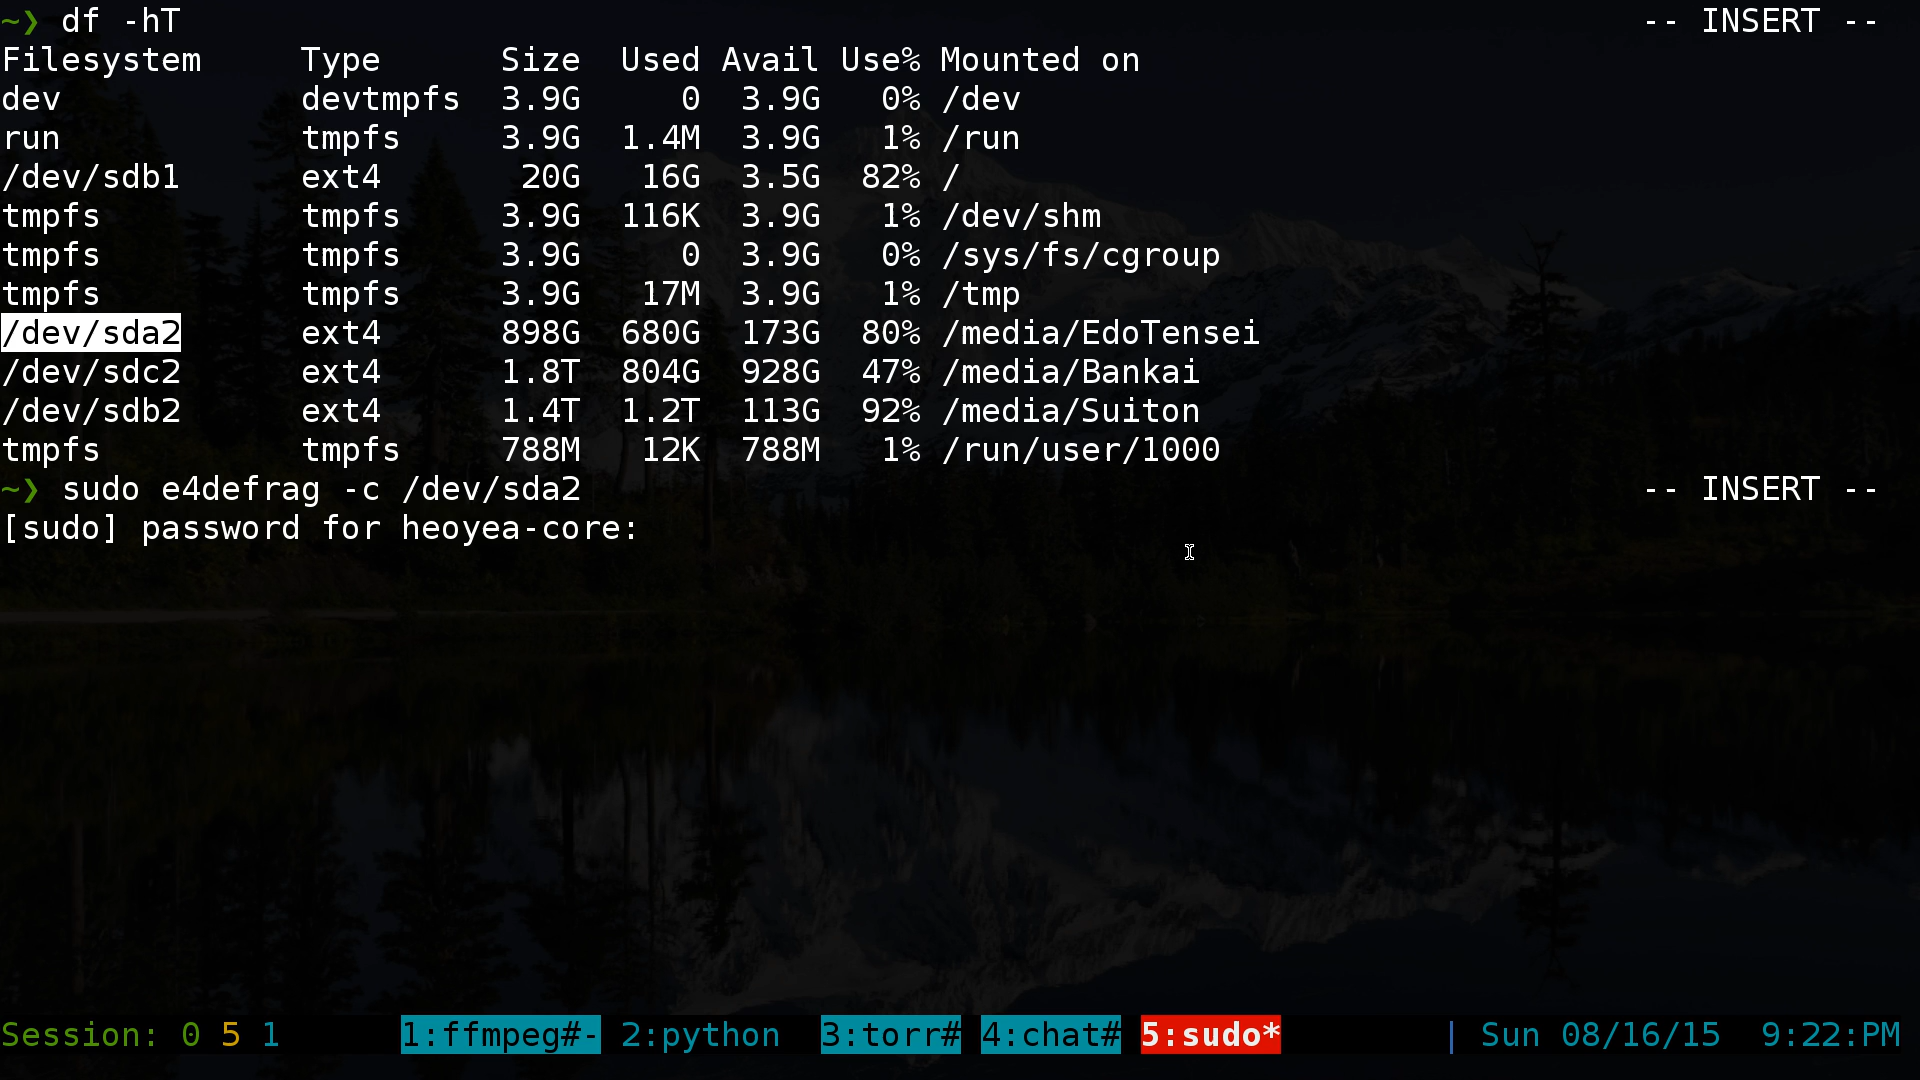 ~❯ df -hT -- INSERT --
Filesystem     Type      Size  Used Avail Use% Mounted on
dev            devtmpfs  3.9G     0  3.9G   0% /dev
run            tmpfs     3.9G  1.4M  3.9G   1% /run
/dev/sdb1      ext4       20G   16G  3.5G  82% /
tmpfs          tmpfs     3.9G  116K  3.9G   1% /dev/shm
tmpfs          tmpfs     3.9G     0  3.9G   0% /sys/fs/cgroup
tmpfs          tmpfs     3.9G   17M  3.9G   1% /tmp
/dev/sda2      ext4      898G  680G  173G  80% /media/EdoTensei
/dev/sdc2      ext4      1.8T  804G  928G  47% /media/Bankai
/dev/sdb2      ext4      1.4T  1.2T  113G  92% /media/Suiton
tmpfs          tmpfs     788M   12K  788M   1% /run/user/1000
~❯ sudo e4defrag -c /dev/sda2 -- INSERT --
[sudo] password for heoyea-core:
Session: 0 5 1 1:ffmpeg#- 2:python 3:torr# 4:chat# 5:sudo* | Sun 08/16/15 9:22:PM